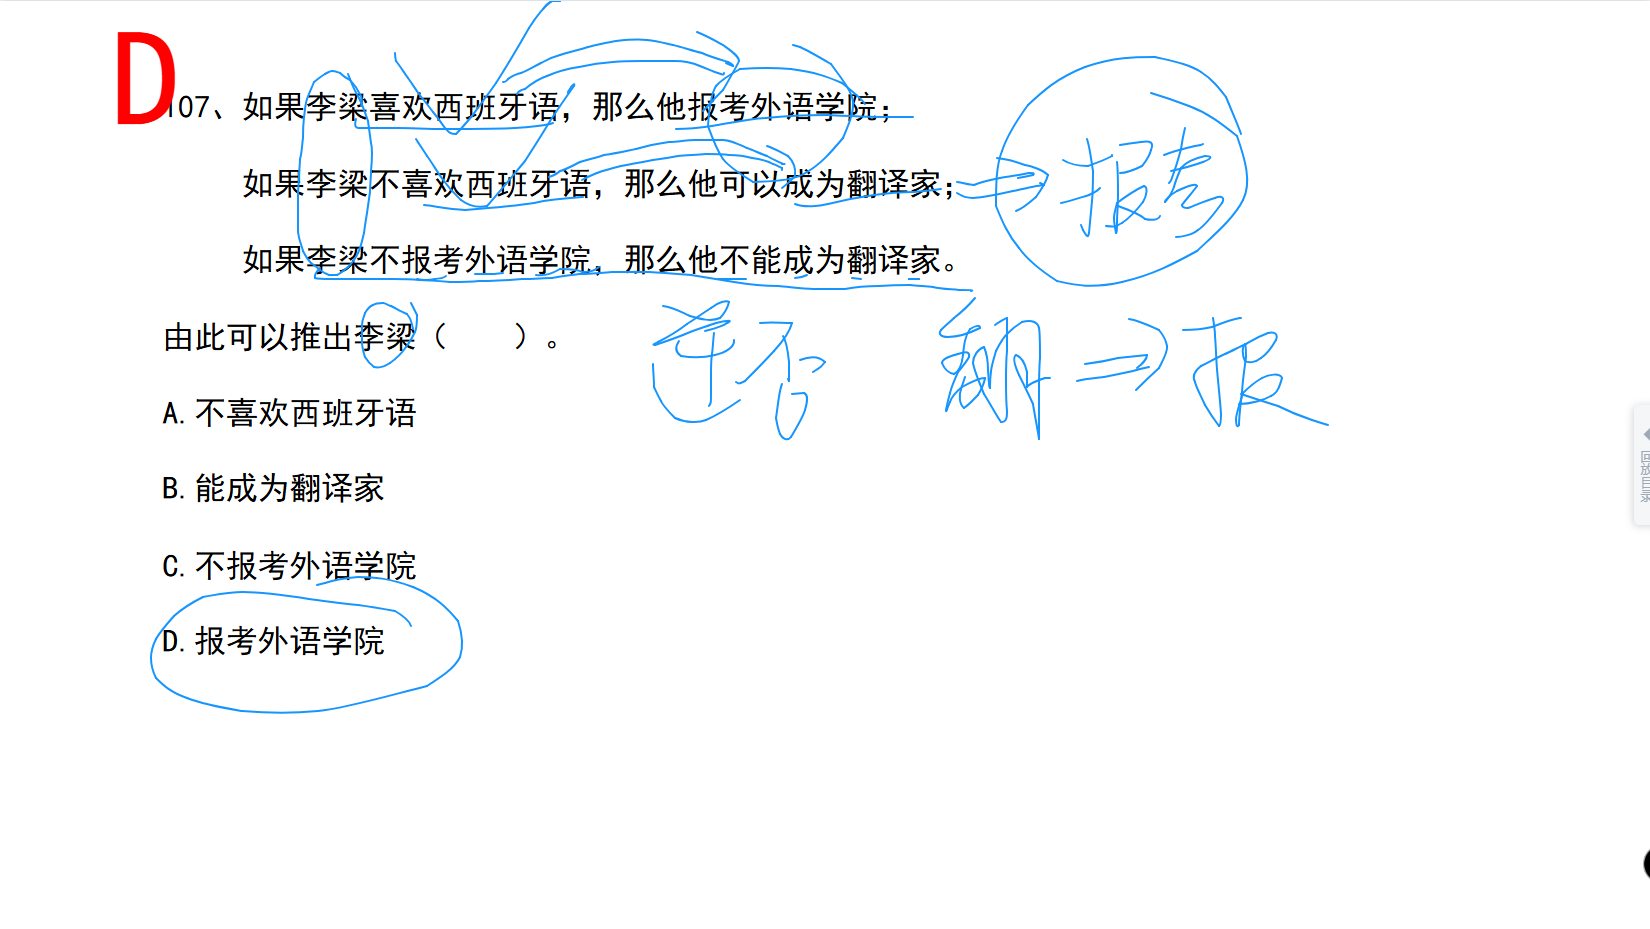 D
107、如果李梁喜欢西班牙语，那么他报考外语学院；
如果李梁不喜欢西班牙语，那么他可以成为翻译家；
报考
如果李梁不报考外语学院，那么他不能成为翻译家。
由此可以推出李梁（　　）。
逆否 翻 → 报
A. 不喜欢西班牙语
B. 能成为翻译家
C. 不报考外语学院
D. 报考外语学院
回放目录